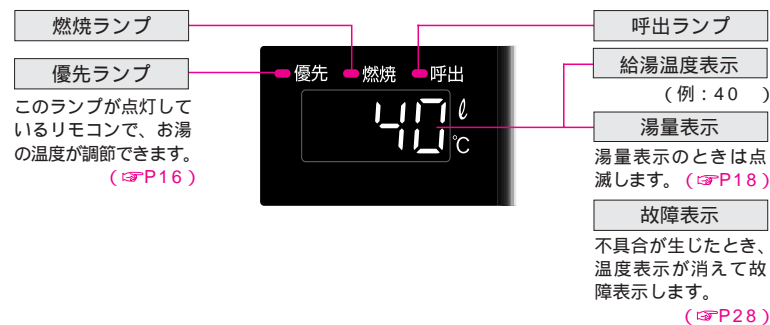 燃焼ランプ
優先ランプ
このランプが点灯して
いるリモコンで、お湯
の温度が調節できます。
(☞P16)
優先 燃焼 呼出
40 ℓ
℃
呼出ランプ
給湯温度表示
(例：40 )
湯量表示
湯量表示のときは点
滅します。(☞P18)
故障表示
不具合が生じたとき、
温度表示が消えて故
障表示します。
(☞P28)